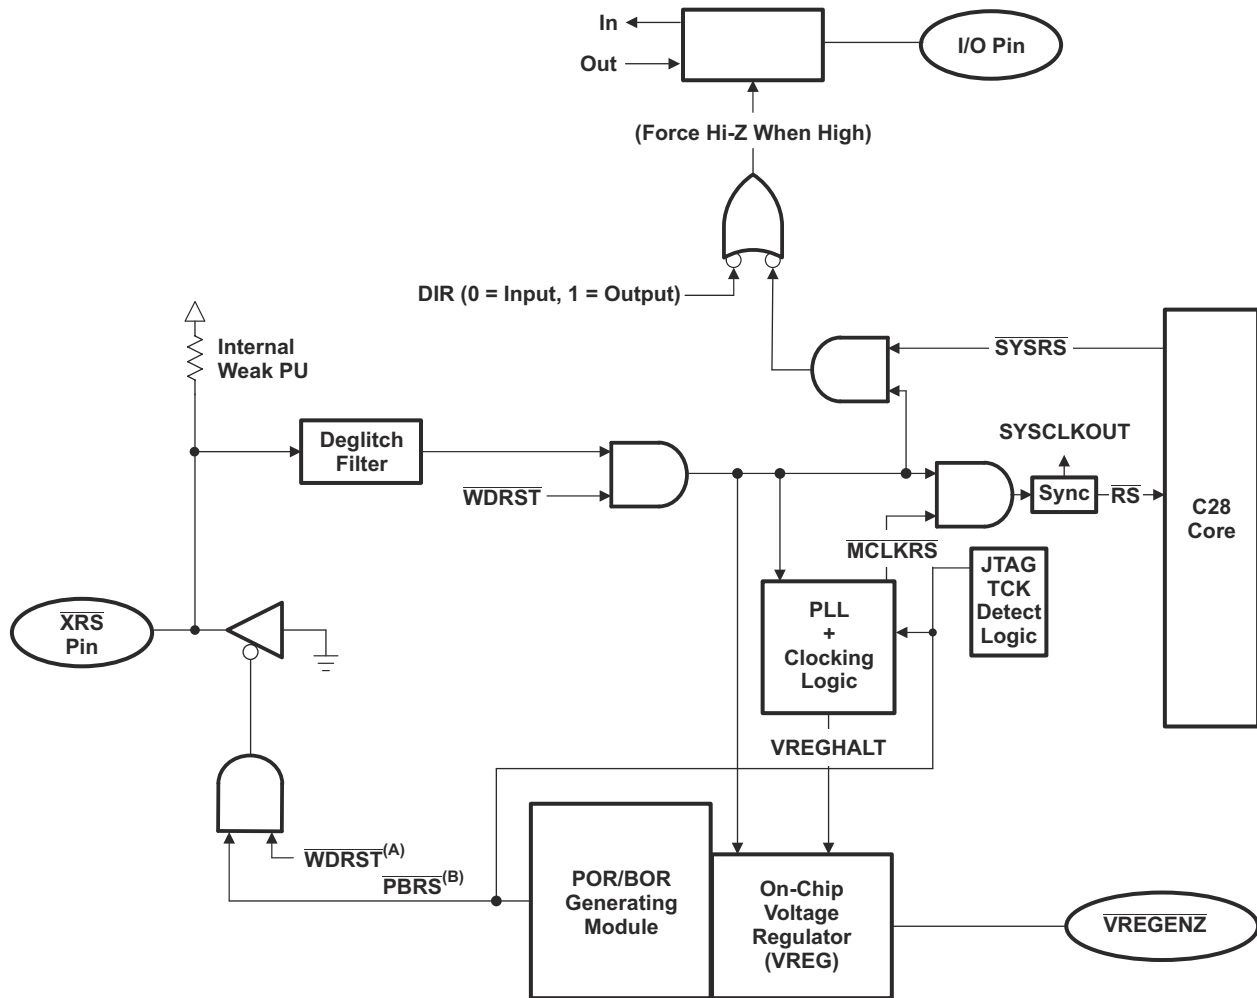 In
Out
I/O Pin
(Force Hi-Z When High)
DIR (0 = Input, 1 = Output)
Internal
Weak PU
SYSRS
Deglitch
Filter
WDRST
SYSCLKOUT
Sync
RS
C28
Core
MCLKRS
JTAG
TCK
Detect
Logic
XRS
Pin
PLL
+
Clocking
Logic
VREGHALT
WDRST(A)
PBRS(B)
POR/BOR
Generating
Module
On-Chip
Voltage
Regulator
(VREG)
VREGENZ